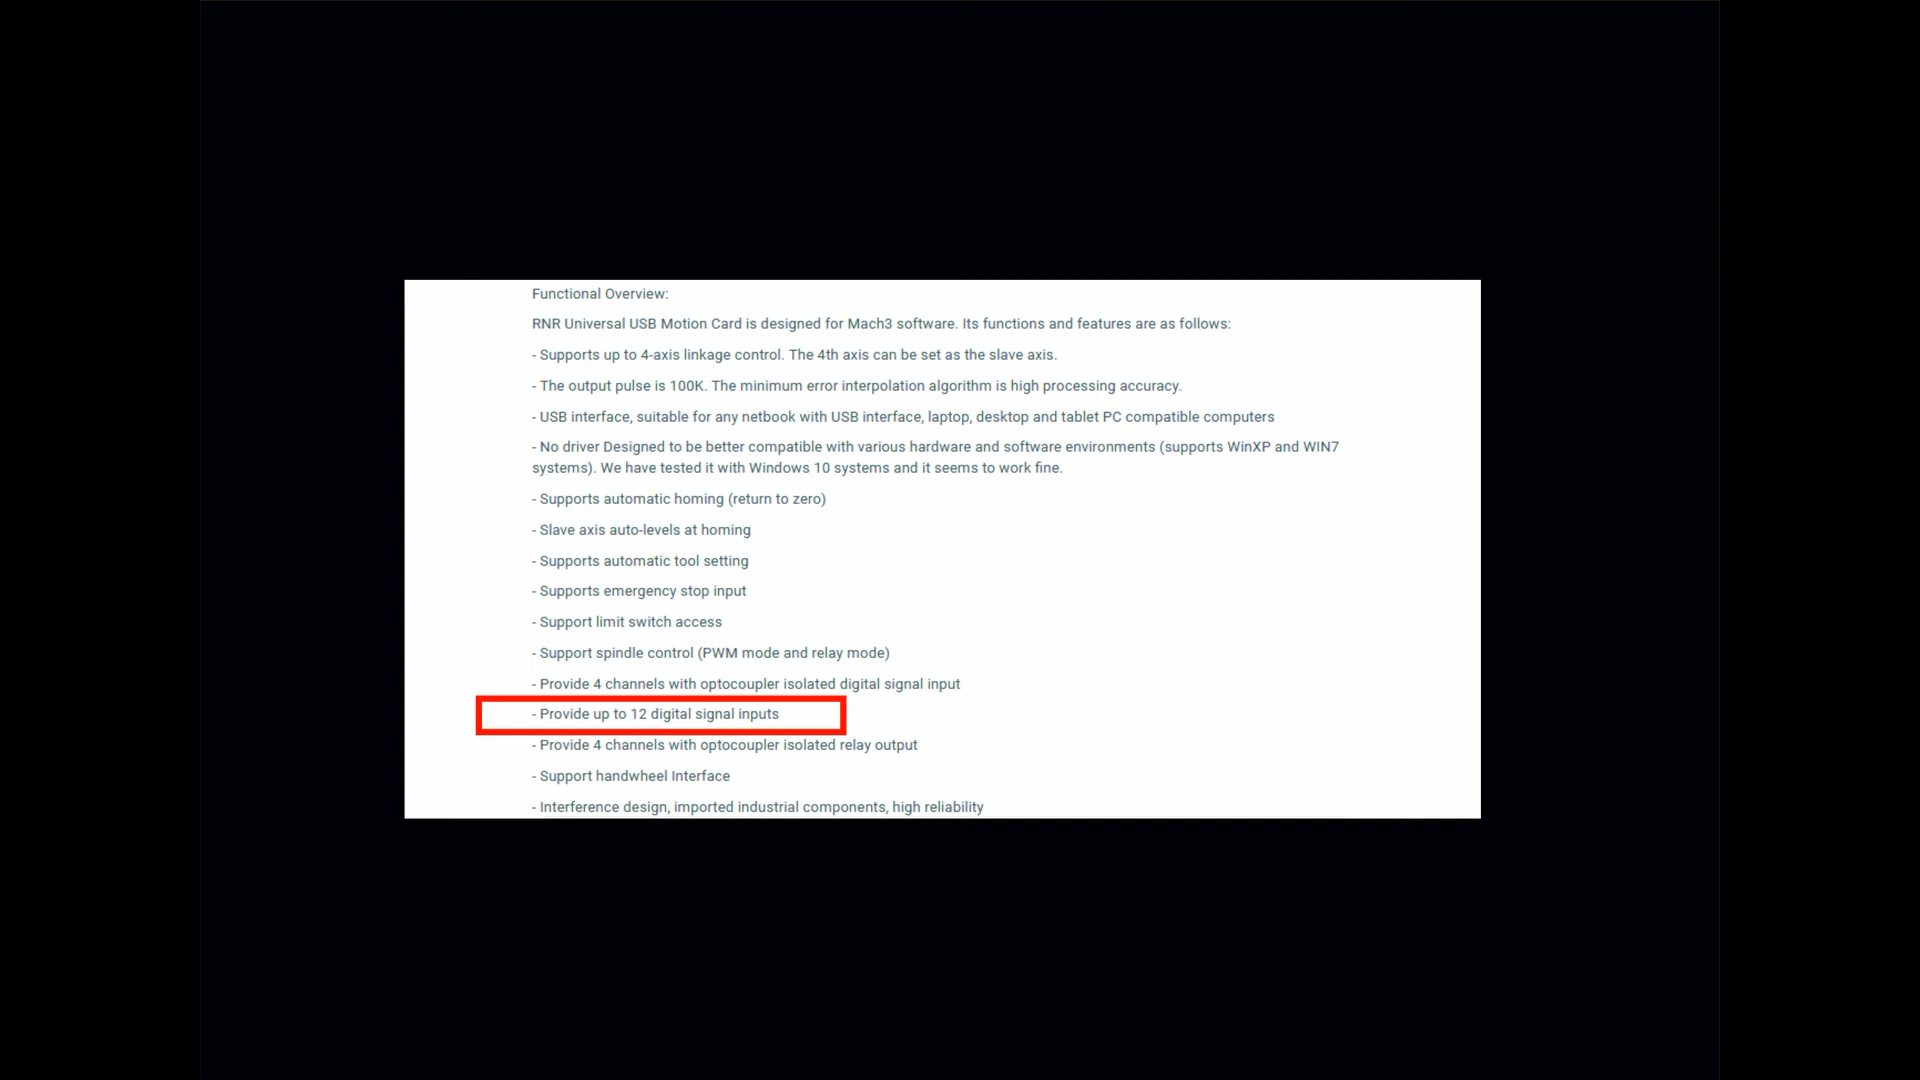 Functional Overview:
RNR Universal USB Motion Card is designed for Mach3 software. Its functions and features are as follows:
- Supports up to 4-axis linkage control. The 4th axis can be set as the slave axis.
- The output pulse is 100K. The minimum error interpolation algorithm is high processing accuracy.
- USB interface, suitable for any netbook with USB interface, laptop, desktop and tablet PC compatible computers
- No driver Designed to be better compatible with various hardware and software environments (supports WinXP and WIN7
systems). We have tested it with Windows 10 systems and it seems to work fine.
- Supports automatic homing (return to zero)
- Slave axis auto-levels at homing
- Supports automatic tool setting
- Supports emergency stop input
- Support limit switch access
- Support spindle control (PWM mode and relay mode)
- Provide 4 channels with optocoupler isolated digital signal input
- Provide up to 12 digital signal inputs
- Provide 4 channels with optocoupler isolated relay output
- Support handwheel Interface
- Interference design, imported industrial components, high reliability